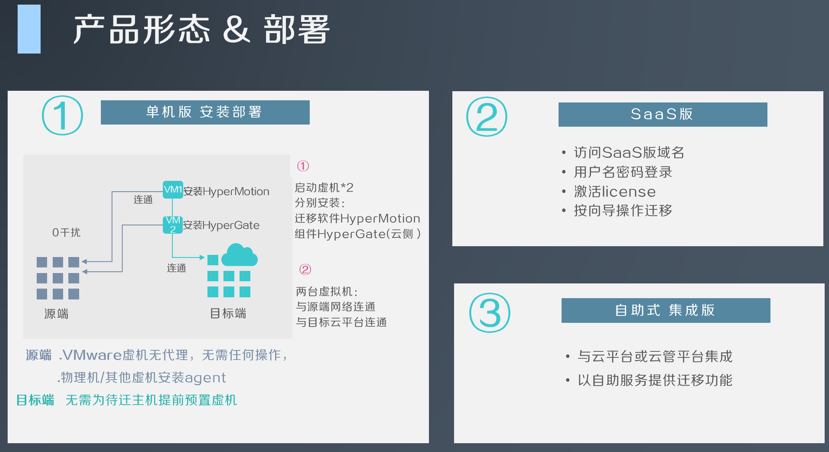 产品形态 & 部署
①
单机版 安装部署
连通
VM1
安装HyperMotion
VM
2
安装HyperGate
0干扰
连通
源端
目标端
①
启动虚机*2
分别安装：
迁移软件HyperMotion
组件HyperGate(云侧）
②
两台虚拟机：
与源端网络连通
与目标云平台连通
源端 .VMware虚机无代理，无需任何操作，
.物理机/其他虚机安装agent
目标端 无需为待迁主机提前预置虚机
②
SaaS版
• 访问SaaS版域名
• 用户名密码登录
• 激活license
• 按向导操作迁移
③
自助式 集成版
• 与云平台或云管平台集成
• 以自助服务提供迁移功能